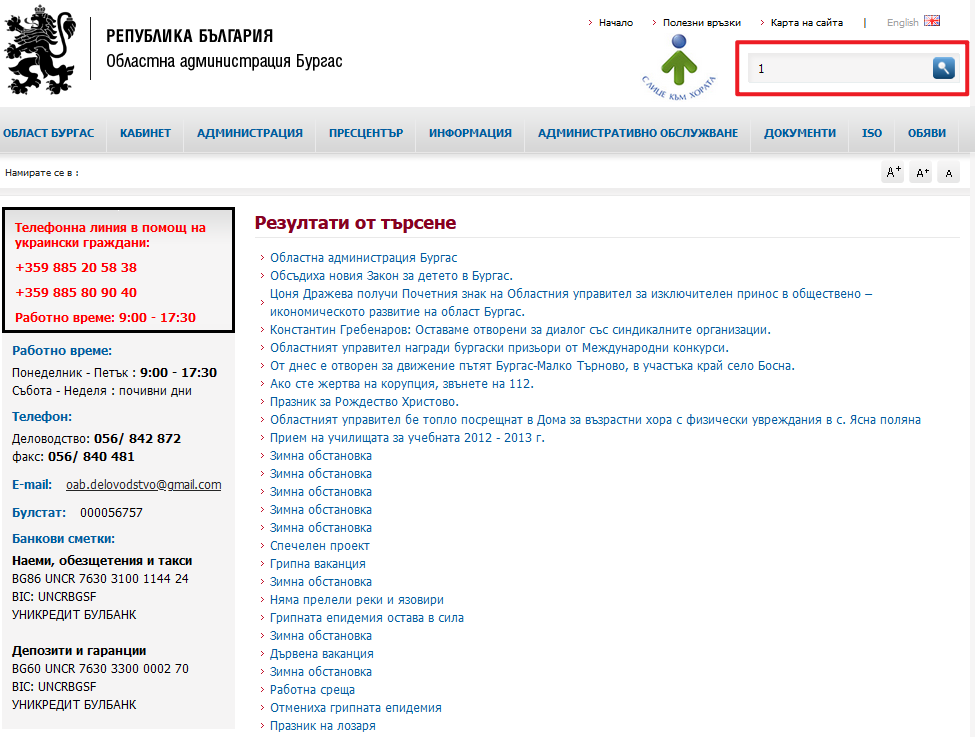 Начало
Полезни връзки
Карта на сайта
English
РЕПУБЛИКА БЪЛГАРИЯ
Областна администрация Бургас
С ЛИЦЕ КЪМ ХОРАТА
1
ОБЛАСТ БУРГАС
КАБИНЕТ
АДМИНИСТРАЦИЯ
ПРЕСЦЕНТЪР
ИНФОРМАЦИЯ
АДМИНИСТРАТИВНО ОБСЛУЖВАНЕ
ДОКУМЕНТИ
ISO
ОБЯВИ
Намирате се в :
A+
A+
A
Телефонна линия в помощ на
украински граждани:
+359 885 20 58 38
+359 885 80 90 40
Работно време: 9:00 - 17:30
Работно време:
Понеделник - Петък : 9:00 - 17:30
Събота - Неделя : почивни дни
Телефон:
Деловодство: 056/ 842 872
факс: 056/ 840 481
E-mail: oab.delovodstvo@gmail.com
Булстат: 000056757
Банкови сметки:
Наеми, обезщетения и такси
BG86 UNCR 7630 3100 1144 24
BIC: UNCRBGSF
УНИКРЕДИТ БУЛБАНК
Депозити и гаранции
BG60 UNCR 7630 3300 0002 70
BIC: UNCRBGSF
УНИКРЕДИТ БУЛБАНК
Резултати от търсене
Областна администрация Бургас
Обсъдиха новия Закон за детето в Бургас.
Цоня Дражева получи Почетния знак на Областния управител за изключителен принос в обществено –
икономическото развитие на област Бургас.
Константин Гребенаров: Оставаме отворени за диалог със синдикалните организации.
Областният управител награди бургаски призьори от Международни конкурси.
От днес е отворен за движение пътят Бургас-Малко Търново, в участъка край село Босна.
Ако сте жертва на корупция, звънете на 112.
Празник за Рождество Христово.
Областният управител бе топло посрещнат в Дома за възрастни хора с физически увреждания в с. Ясна поляна
Прием на училищата за учебната 2012 - 2013 г.
Зимна обстановка
Зимна обстановка
Зимна обстановка
Зимна обстановка
Зимна обстановка
Спечелен проект
Грипна ваканция
Зимна обстановка
Няма прелели реки и язовири
Грипната епидемия остава в сила
Зимна обстановка
Дървена ваканция
Зимна обстановка
Работна среща
Отмениха грипната епидемия
Празник на лозаря